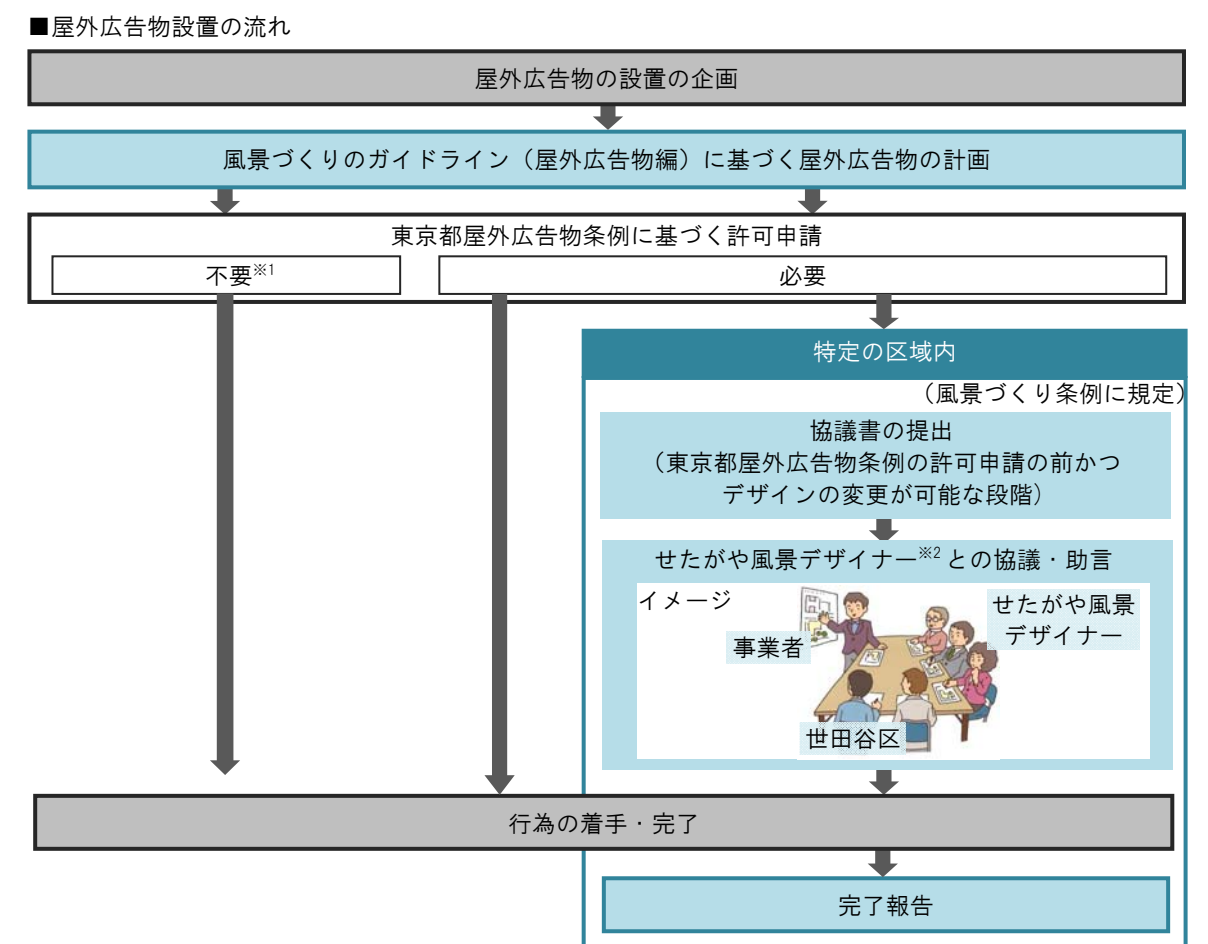 ■屋外広告物設置の流れ
屋外広告物の設置の企画
風景づくりのガイドライン（屋外広告物編）に基づく屋外広告物の計画
東京都屋外広告物条例に基づく許可申請
不要※1
必要
特定の区域内
（風景づくり条例に規定）
協議書の提出
（東京都屋外広告物条例の許可申請の前かつ
デザインの変更が可能な段階）
せたがや風景デザイナー※2との協議・助言
イメージ
せたがや風景
デザイナー
事業者
世田谷区
行為の着手・完了
完了報告